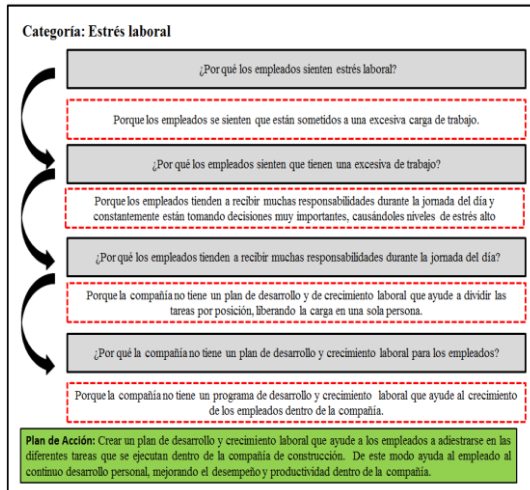 Categoría: Estrés laboral
¿Por qué los empleados sienten estrés laboral?
Porque los empleados se sienten que están sometidos a una excesiva carga de trabajo.
¿Por qué los empleados sienten que tienen una excesiva de trabajo?
Porque los empleados tienden a recibir muchas responsabilidades durante la jornada del día y
constantemente están tomando decisiones muy importantes, causándoles niveles de estrés alto
¿Por qué los empleados tienden a recibir muchas responsabilidades durante la jornada del día?
Porque la compañía no tiene un plan de desarrollo y de crecimiento laboral que ayude a dividir las
tareas por posición, liberando la carga en una sola persona.
¿Por qué la compañía no tiene un plan de desarrollo y crecimiento laboral para los empleados?
Porque la compañía no tiene un programa de desarrollo y crecimiento laboral que ayude al crecimiento
de los empleados dentro de la compañía.
Plan de Acción: Crear un plan de desarrollo y crecimiento laboral que ayude a los empleados a adiestrarse en las
diferentes tareas que se ejecutan dentro de la compañía de construcción. De este modo ayuda al empleado al
continuo desarrollo personal, mejorando el desempeño y productividad dentro de la compañía.